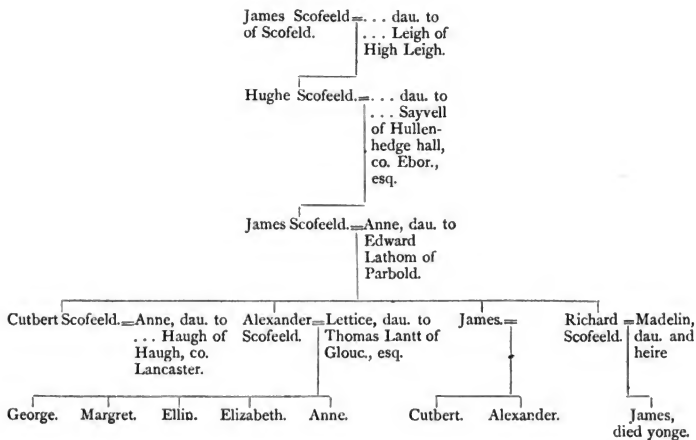 James Scofeeld=. . . dau. to
of Scofeld. . . . Leigh of
High Leigh.
Hughe Scofeeld.=. . . dau. to
. . . Sayvell
of Hullen-
hedge hall,
co. Ebor.,
esq.
James Scofeeld.=Anne, dau. to
Edward
Lathom of
Parbold.
Cutbert Scofeeld.=Anne, dau. to
. . . Haugh of
Haugh, co.
Lancaster.
Alexander=Lettice, dau. to
Scofeeld. Thomas Lantt of
Glouc., esq.
James.=
Richard=Madelin,
Scofeeld. dau. and
heire
George. Margret. Ellin. Elizabeth. Anne. Cutbert. Alexander. James,
died yonge.